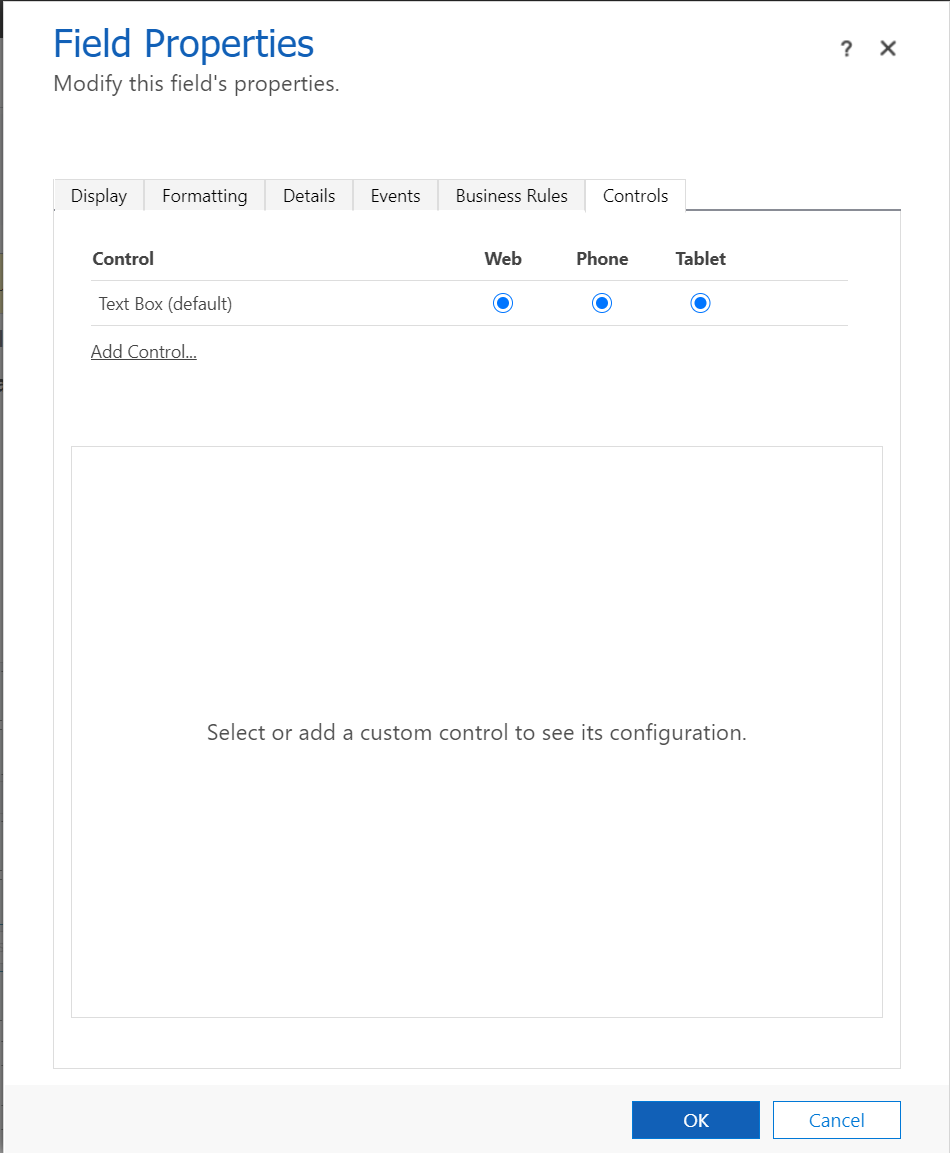 Field Properties
?
Modify this field's properties.
Display Formatting Details Events Business Rules Controls
Control Web Phone Tablet
Text Box (default)
Add Control...
Select or add a custom control to see its configuration.
OK Cancel